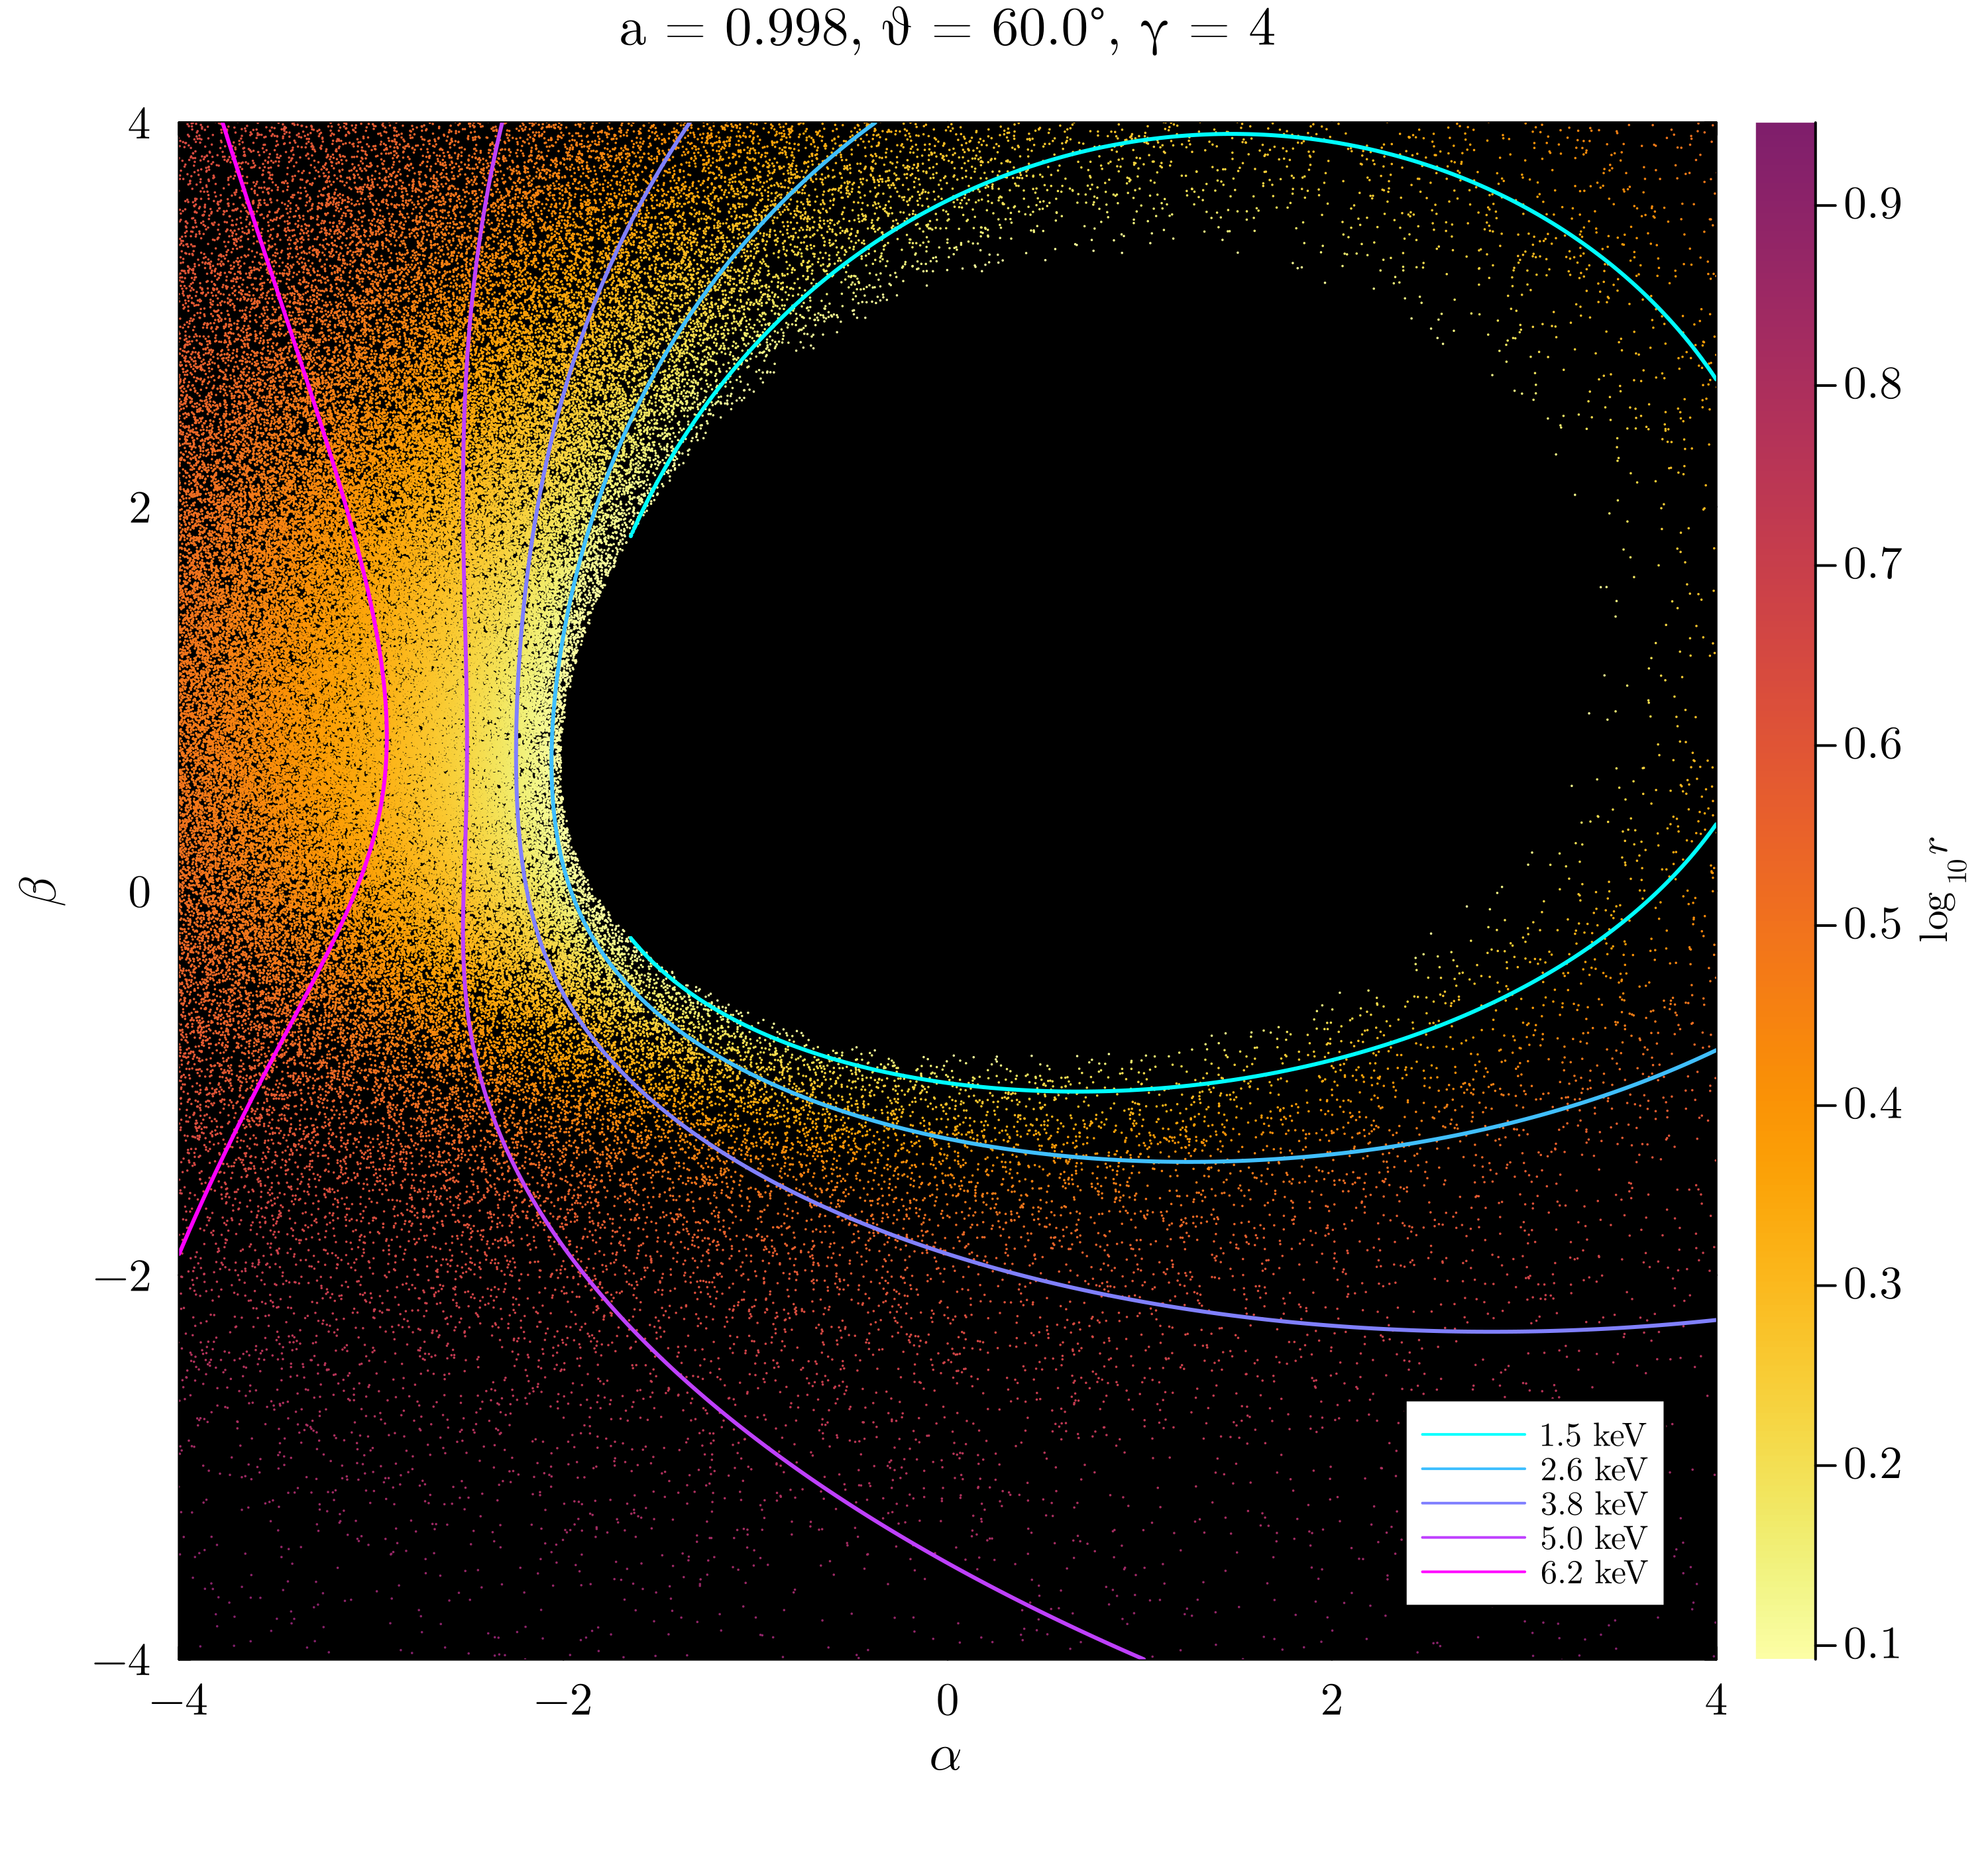 a = 0.998, ϑ = 60.0°, γ = 4
4
2
0
−2
−4
β
−4
−2
0
2
4
α
1.5 keV
2.6 keV
3.8 keV
5.0 keV
6.2 keV
0.9
0.8
0.7
0.6
0.5
0.4
0.3
0.2
0.1
log₁₀r